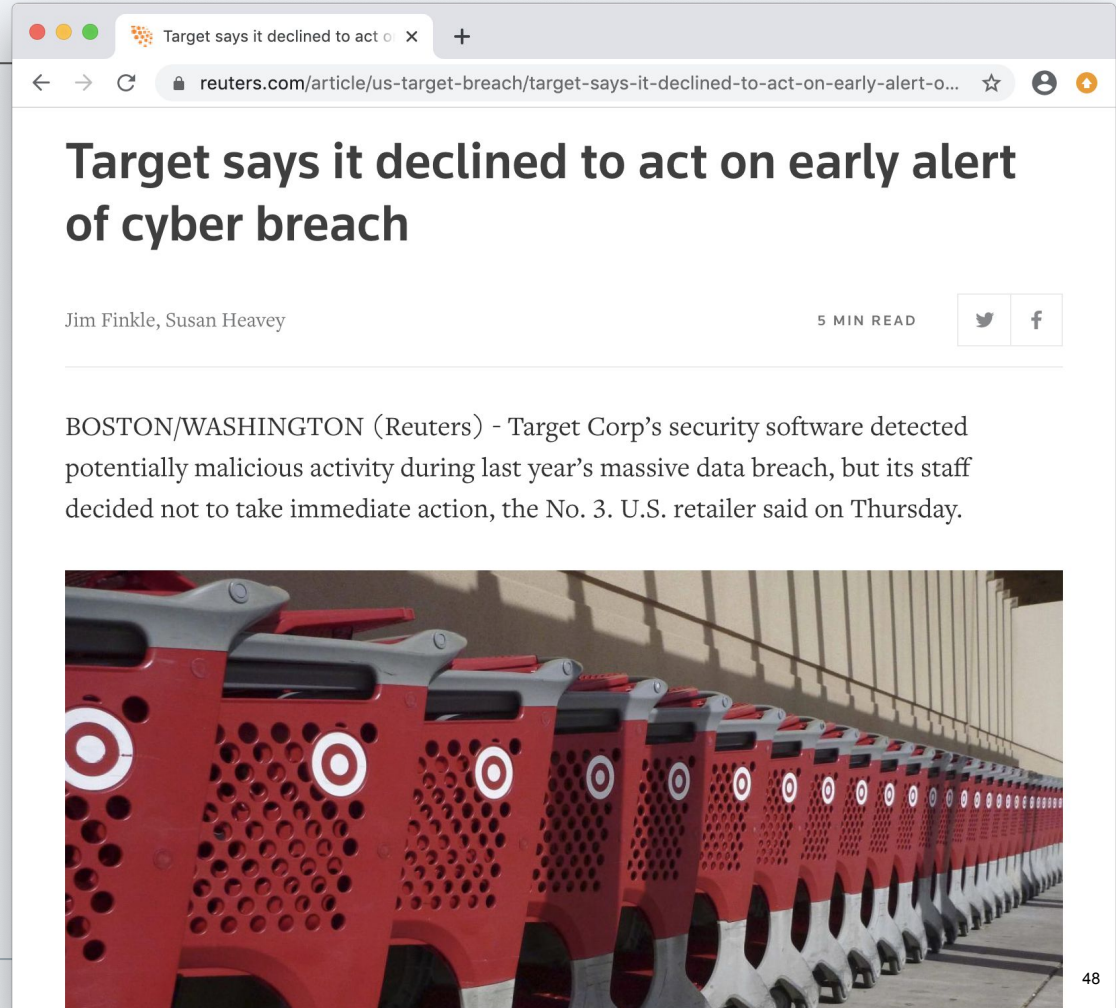 Target says it declined to act o
reuters.com/article/us-target-breach/target-says-it-declined-to-act-on-early-alert-o...
Target says it declined to act on early alert
of cyber breach
Jim Finkle, Susan Heavey
5 MIN READ
BOSTON/WASHINGTON (Reuters) - Target Corp’s security software detected
potentially malicious activity during last year’s massive data breach, but its staff
decided not to take immediate action, the No. 3. U.S. retailer said on Thursday.
48